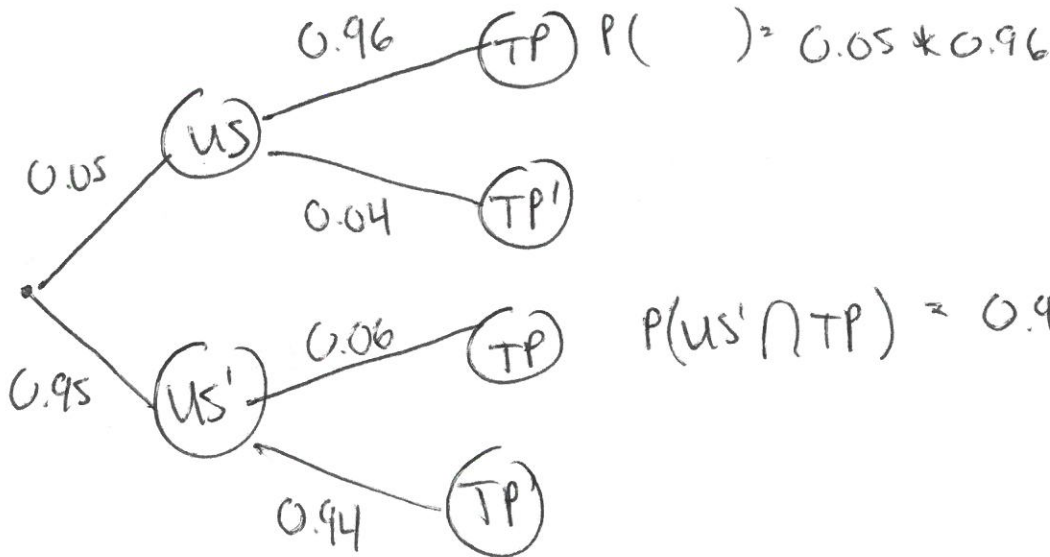 0.96 TP P( ) = 0.05 * 0.96
US
0.05
0.04 TP'
0.06 TP P(US' ∩ TP) = 0.9
0.95 US'
0.94 TP'